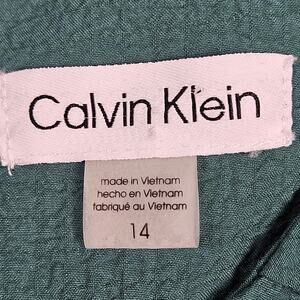 Calvin Klein
made in Vietnam
hecho en Vietnam
fabriqué au Vietnam
14